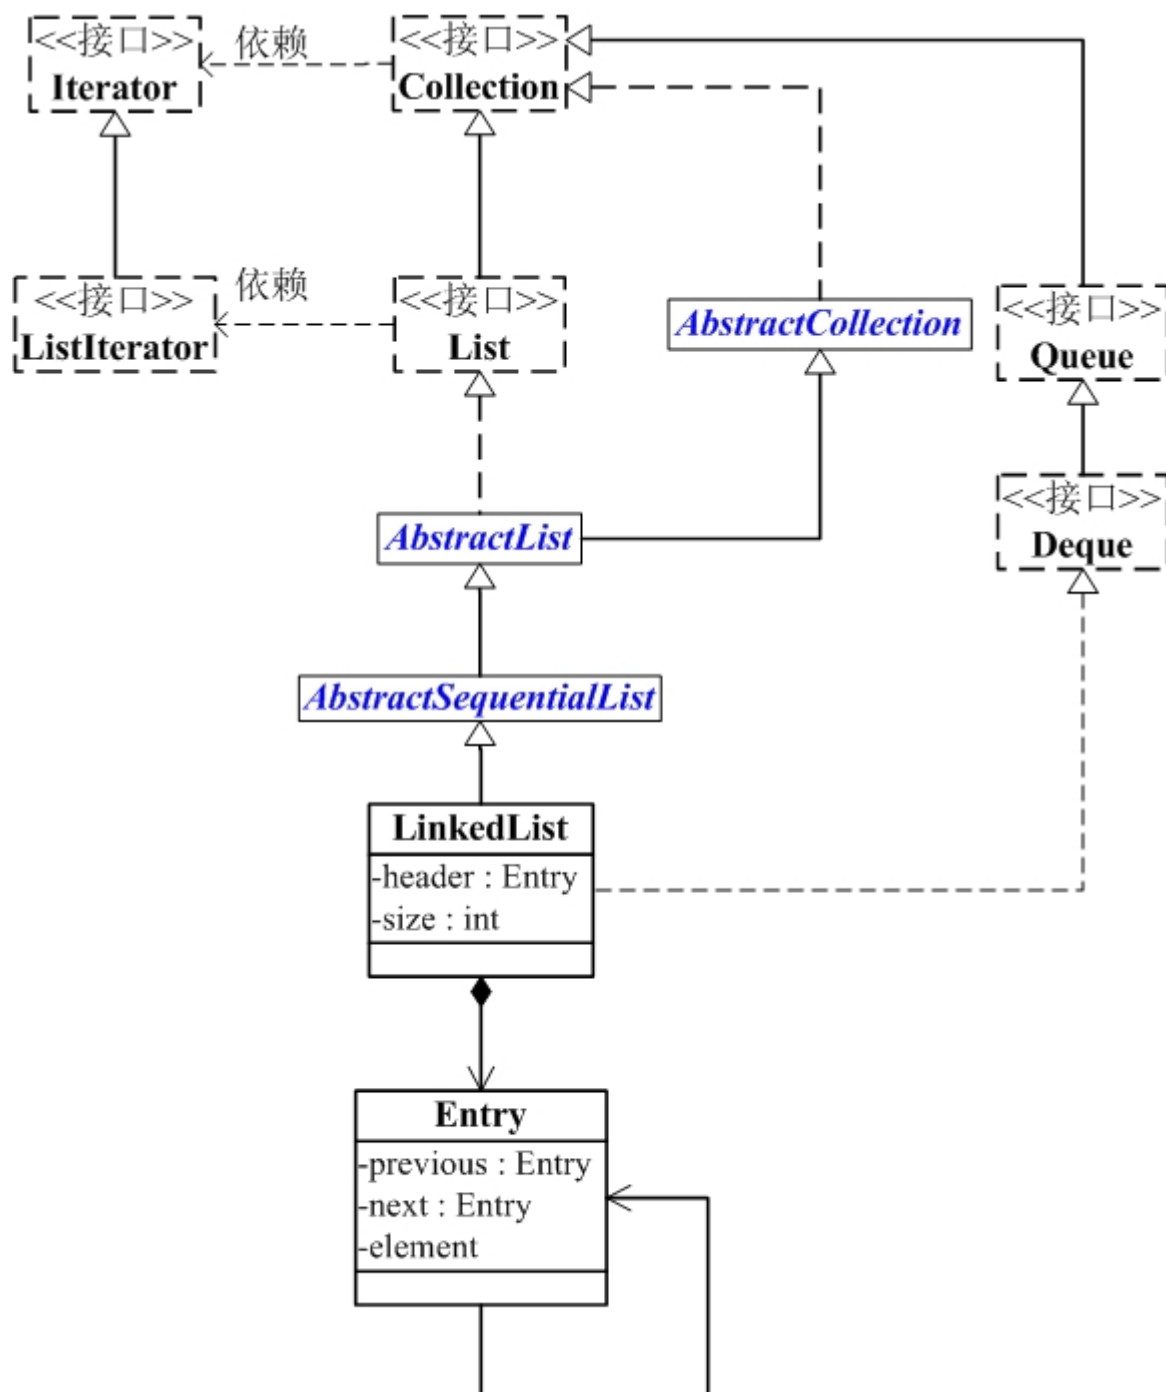 <<接口>>
Iterator
依赖
<<接口>>
Collection
<<接口>>
ListIterator
依赖
<<接口>>
List
AbstractCollection
<<接口>>
Queue
AbstractList
<<接口>>
Deque
AbstractSequentialList
LinkedList
-header : Entry
-size : int
Entry
-previous : Entry
-next : Entry
-element